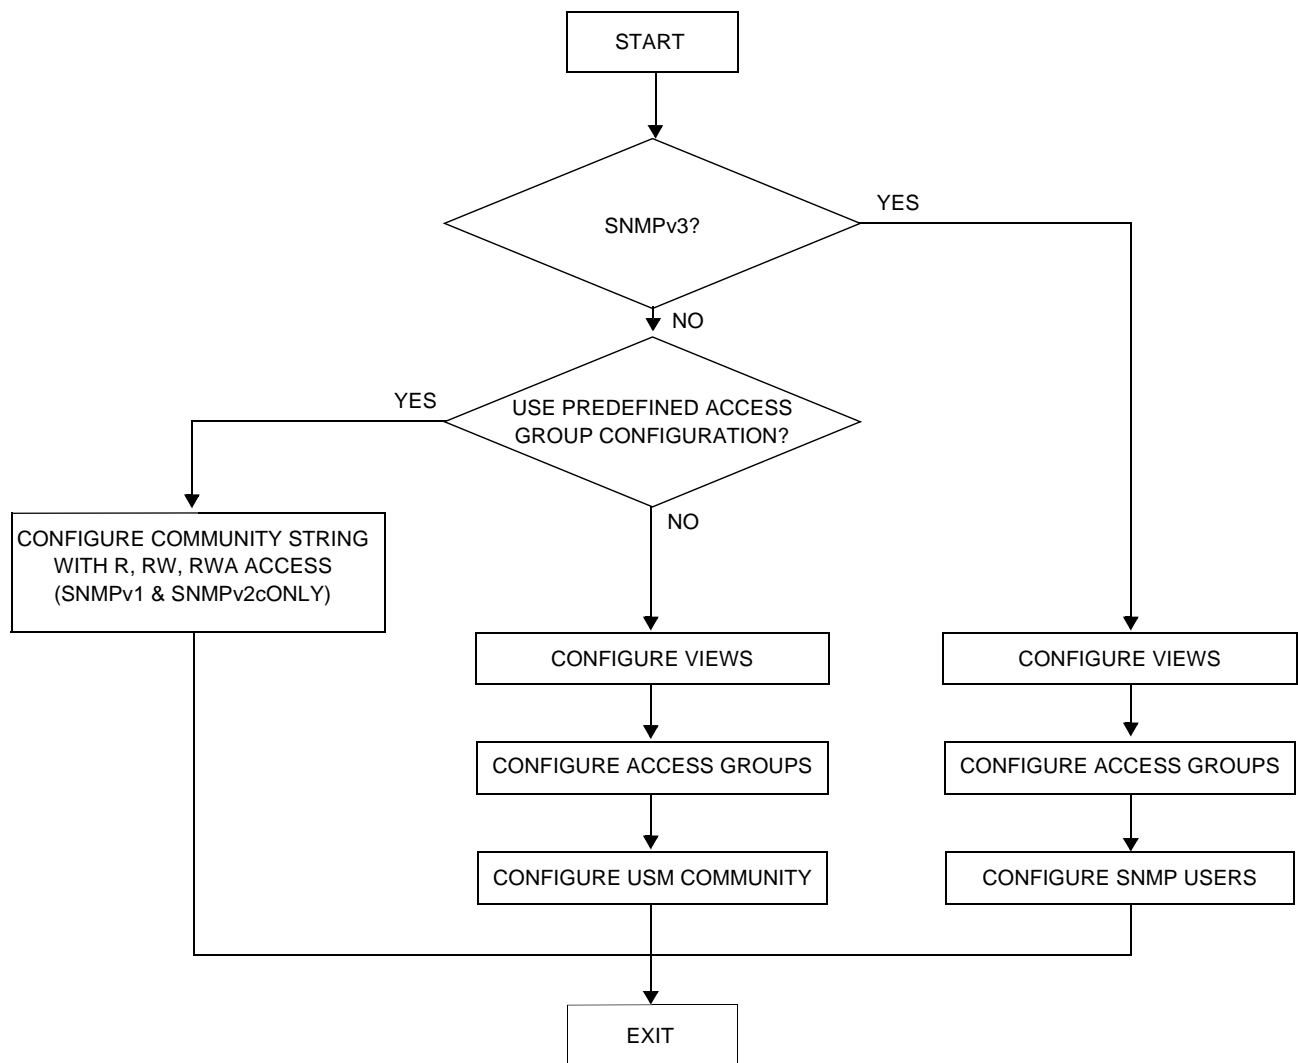 START
SNMPv3?
YES
NO
USE PREDEFINED ACCESS
GROUP CONFIGURATION?
YES
NO
CONFIGURE COMMUNITY STRING
WITH R, RW, RWA ACCESS
(SNMPv1 & SNMPv2cONLY)
CONFIGURE VIEWS
CONFIGURE VIEWS
CONFIGURE ACCESS GROUPS
CONFIGURE ACCESS GROUPS
CONFIGURE USM COMMUNITY
CONFIGURE SNMP USERS
EXIT